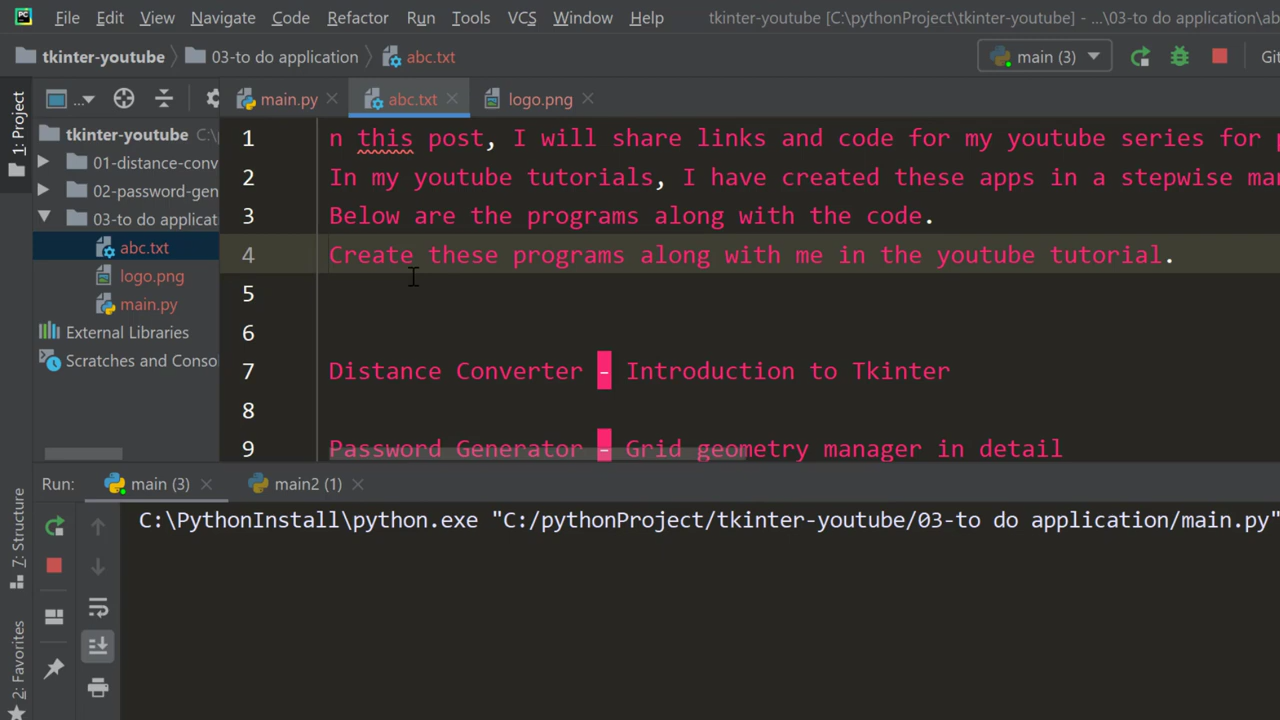 PC File Edit View Navigate Code Refactor Run Tools VCS Window Help tkinter-youtube [C:\pythonProject\tkinter-youtube] - ...\03-to do application\ab
tkinter-youtube 03-to do application abc.txt main (3) Git
... main.py abc.txt logo.png
1: Project
tkinter-youtube C:\
01-distance-conv
02-password-gen
03-to do applicat
abc.txt
logo.png
main.py
External Libraries
Scratches and Conso
1 n this post, I will share links and code for my youtube series for p
2 In my youtube tutorials, I have created these apps in a stepwise man
3 Below are the programs along with the code.
4 Create these programs along with me in the youtube tutorial.
5
6
7 Distance Converter - Introduction to Tkinter
8
9 Password Generator - Grid geometry manager in detail
Run: main (3) main2 (1)
C:\PythonInstall\python.exe "C:/pythonProject/tkinter-youtube/03-to do application/main.py"
7: Structure
2: Favorites